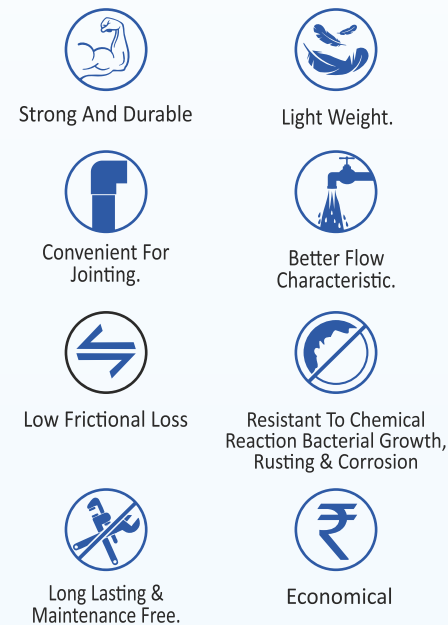 Strong And Durable
Light Weight.
Convenient For
Jointing.
Better Flow
Characteristic.
Low Frictional Loss
Resistant To Chemical
Reaction Bacterial Growth,
Rusting & Corrosion
Long Lasting &
Maintenance Free.
₹
Economical